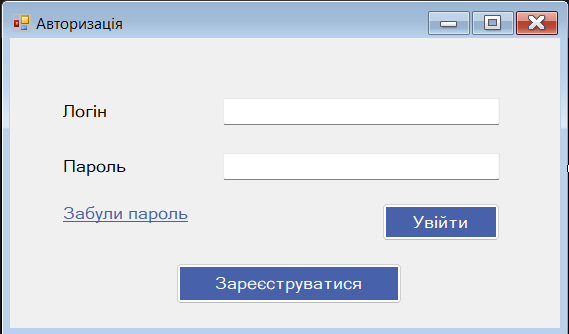 Авторизація
Логін
Пароль
Забули пароль
Увійти
Зареєструватися